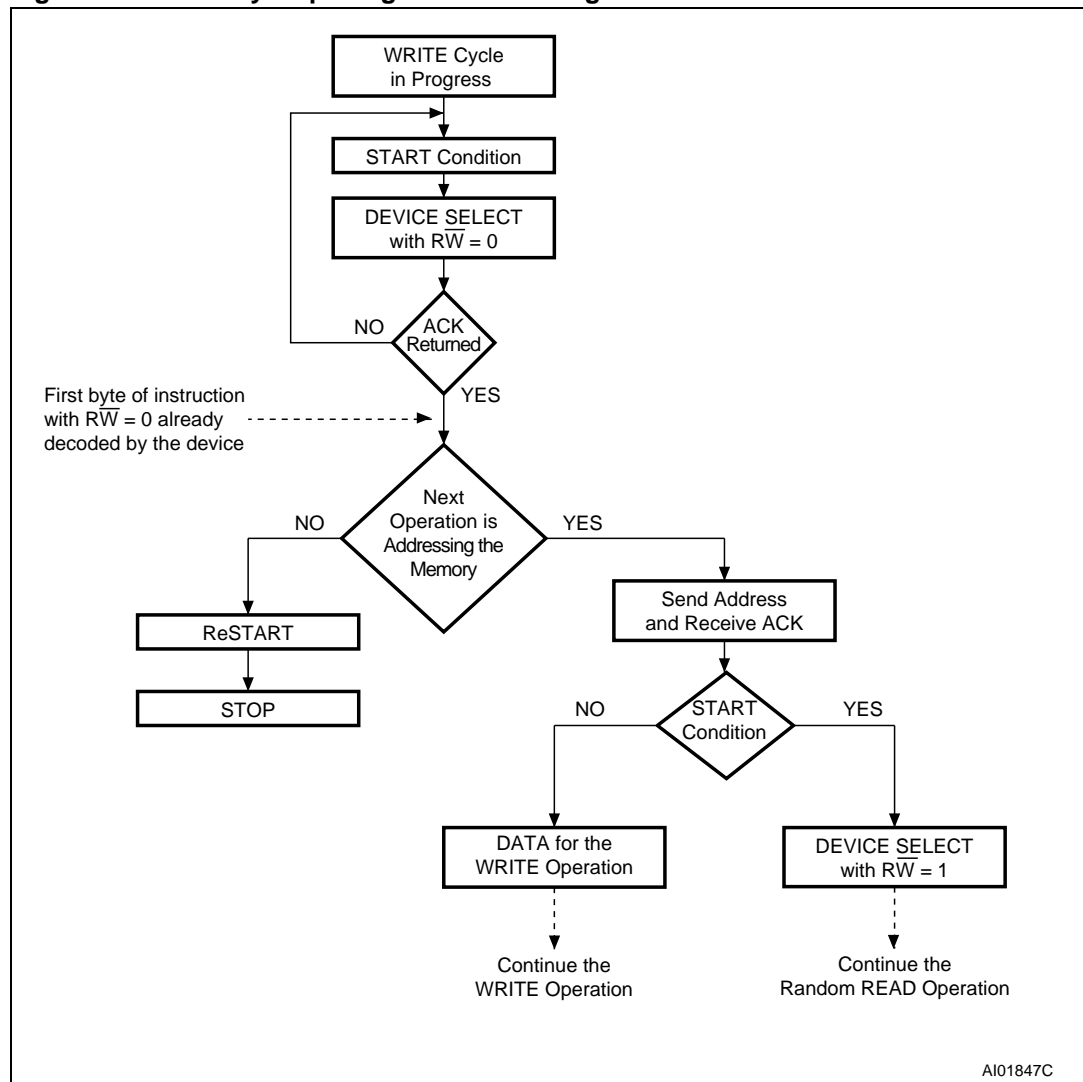 WRITE Cycle
in Progress
START Condition
DEVICE SELECT
with RW̅ = 0
ACK
Returned
NO
YES
First byte of instruction
with RW̅ = 0 already
decoded by the device
Next
Operation is
Addressing the
Memory
NO
YES
ReSTART
STOP
Send Address
and Receive ACK
START
Condition
NO
YES
DATA for the
WRITE Operation
DEVICE SELECT
with RW̅ = 1
Continue the
WRITE Operation
Continue the
Random READ Operation
AI01847C